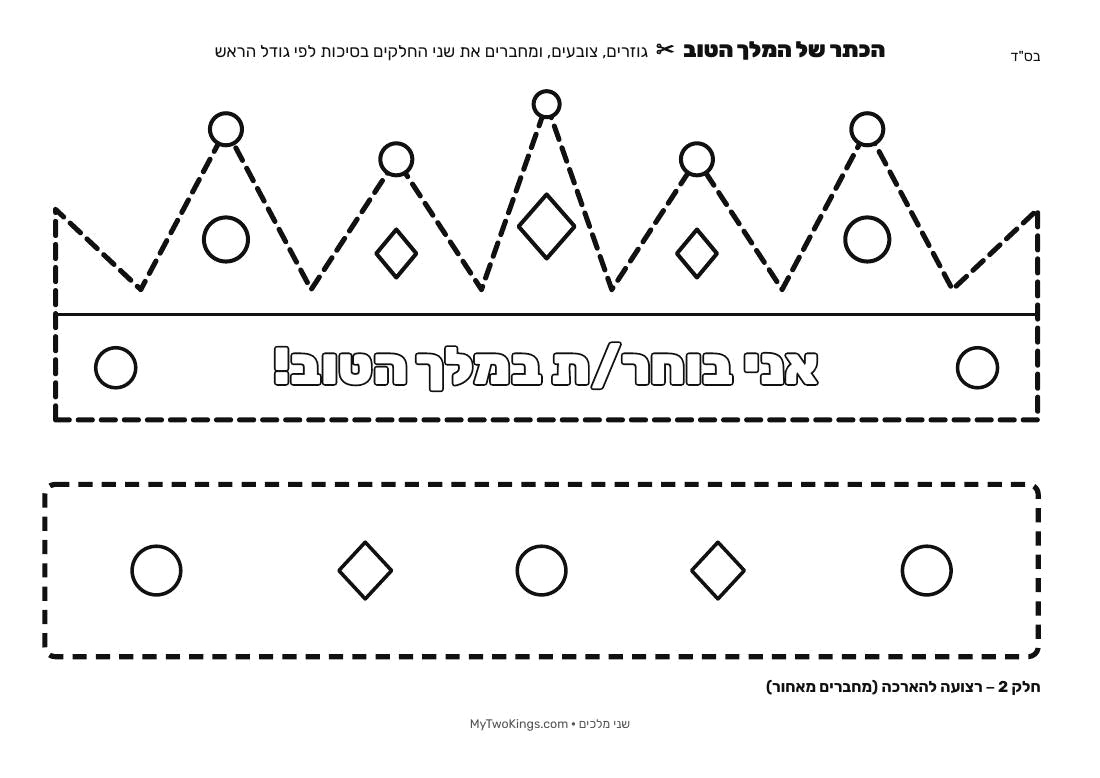 בס"ד
הכתר של המלך הטוב ✂ גוזרים, צובעים, ומחברים את שני החלקים בסיכות לפי גודל הראש
אני בוחר/ת במלך הטוב!
חלק 2 – רצועה להארכה (מחברים מאחור)
שני מלכים • MyTwoKings.com